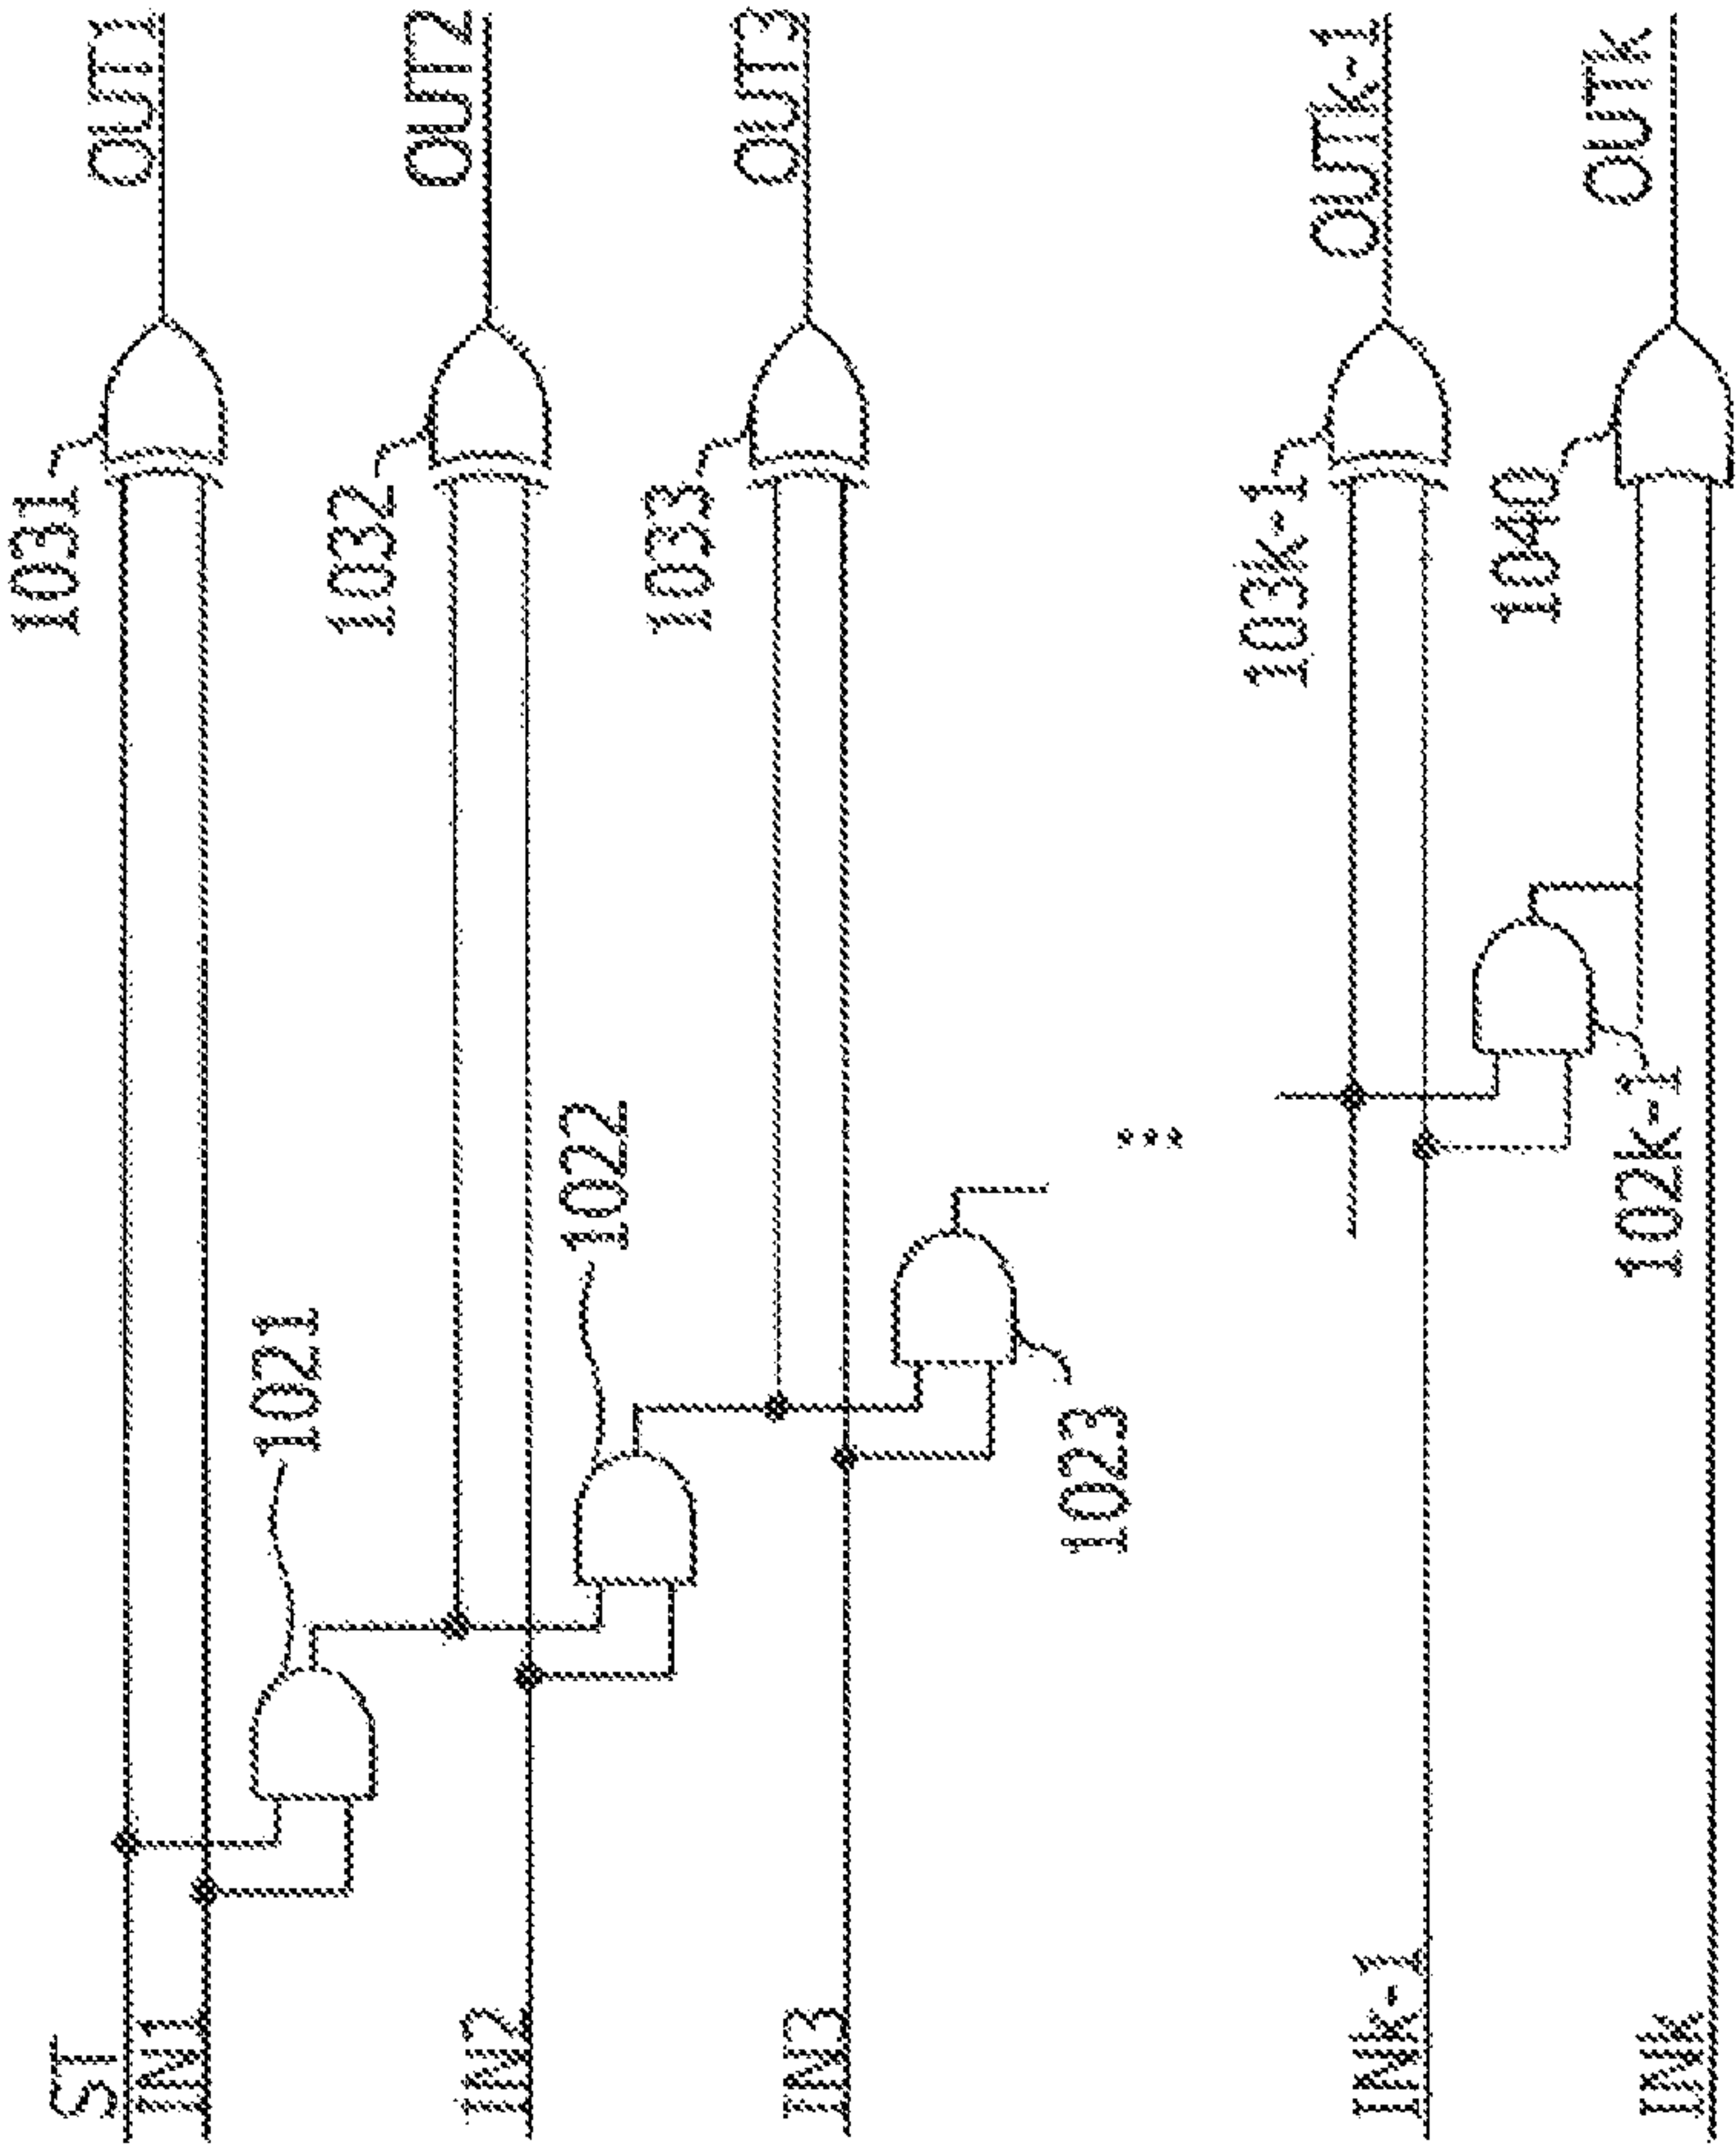 ST
IN1
IN2
IN3
INk-1
INk
1021
1022
1023
102k-1
1031
1032
1033
103k-1
1040
OUT1
OUT2
OUT3
OUTk-1
OUTk